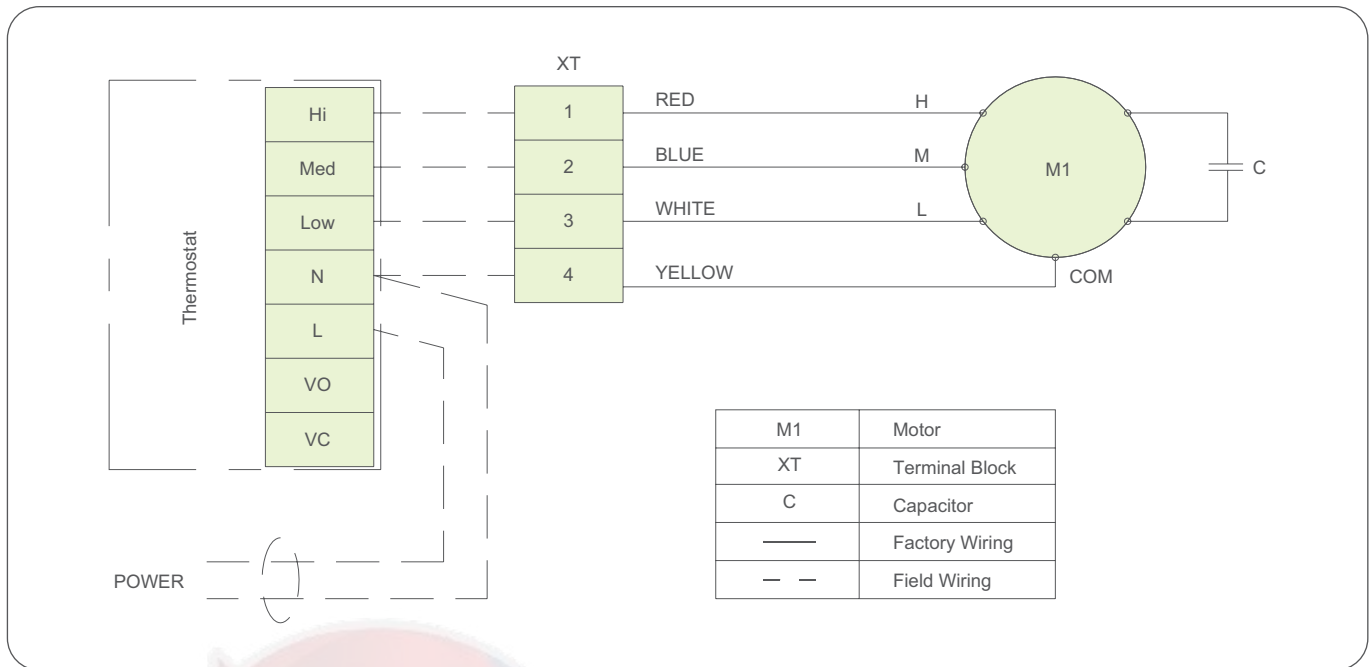 XT
Thermostat
Hi
Med
Low
N
L
VO
VC
1
2
3
4
RED
H
BLUE
M
WHITE
L
YELLOW
M1
C
COM
POWER
M1 Motor
XT Terminal Block
C Capacitor
Factory Wiring
Field Wiring